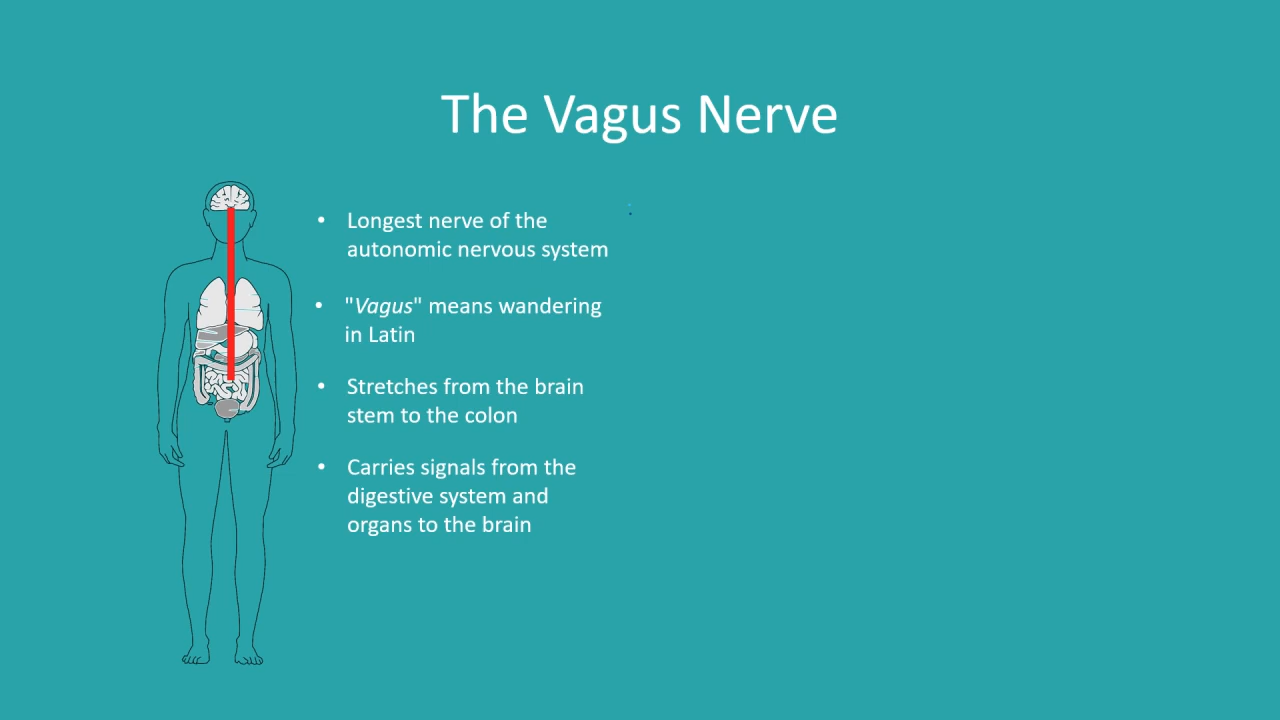 The Vagus Nerve
• Longest nerve of the
autonomic nervous system
• "Vagus" means wandering
in Latin
• Stretches from the brain
stem to the colon
• Carries signals from the
digestive system and
organs to the brain